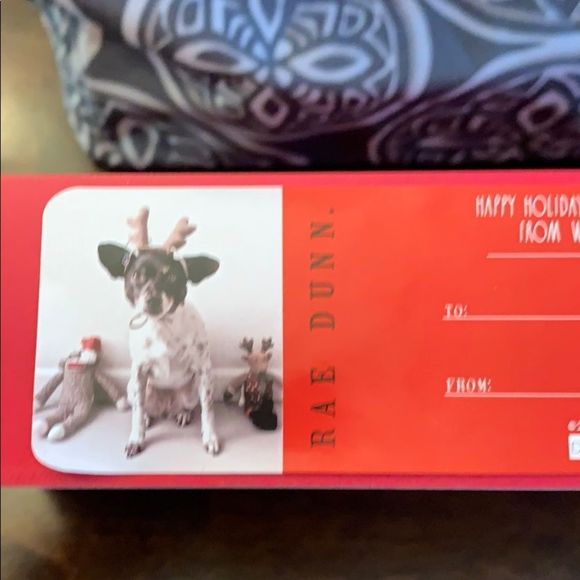 RAE DUNN.
HAPPY HOLIDAY
FROM W
TO:
FROM: